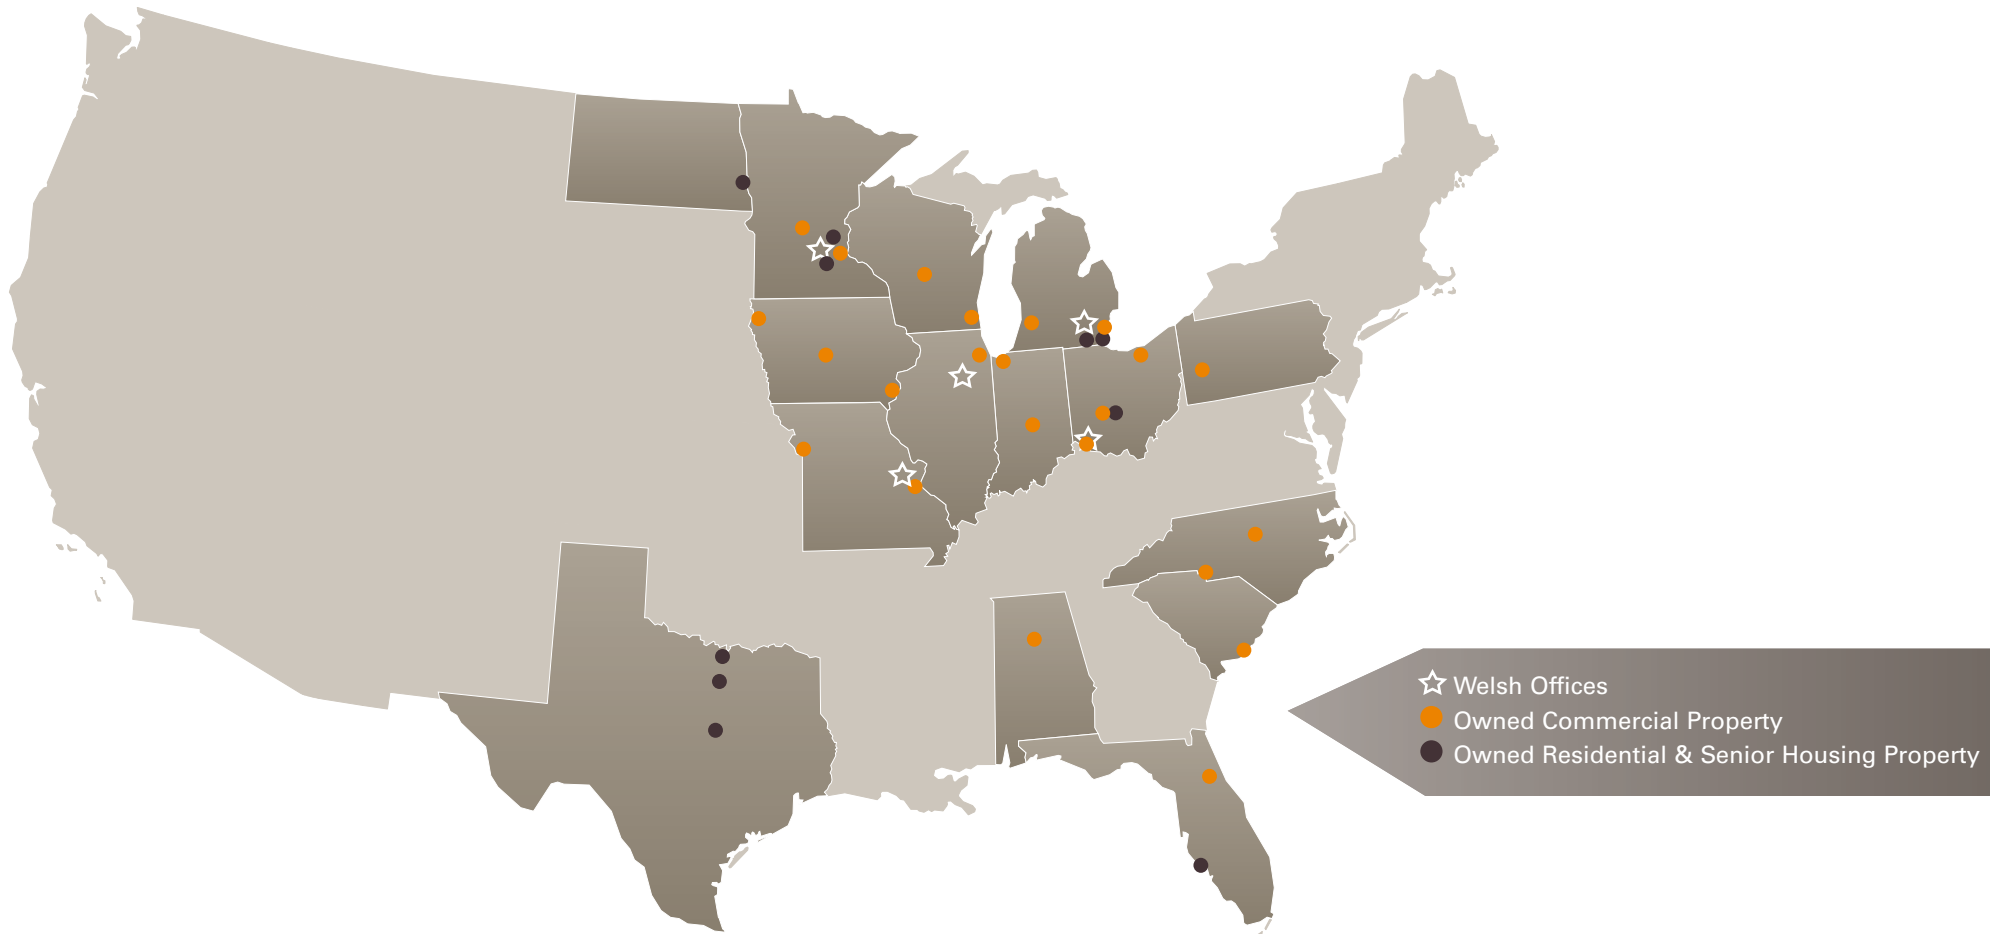 Welsh Offices
Owned Commercial Property
Owned Residential & Senior Housing Property